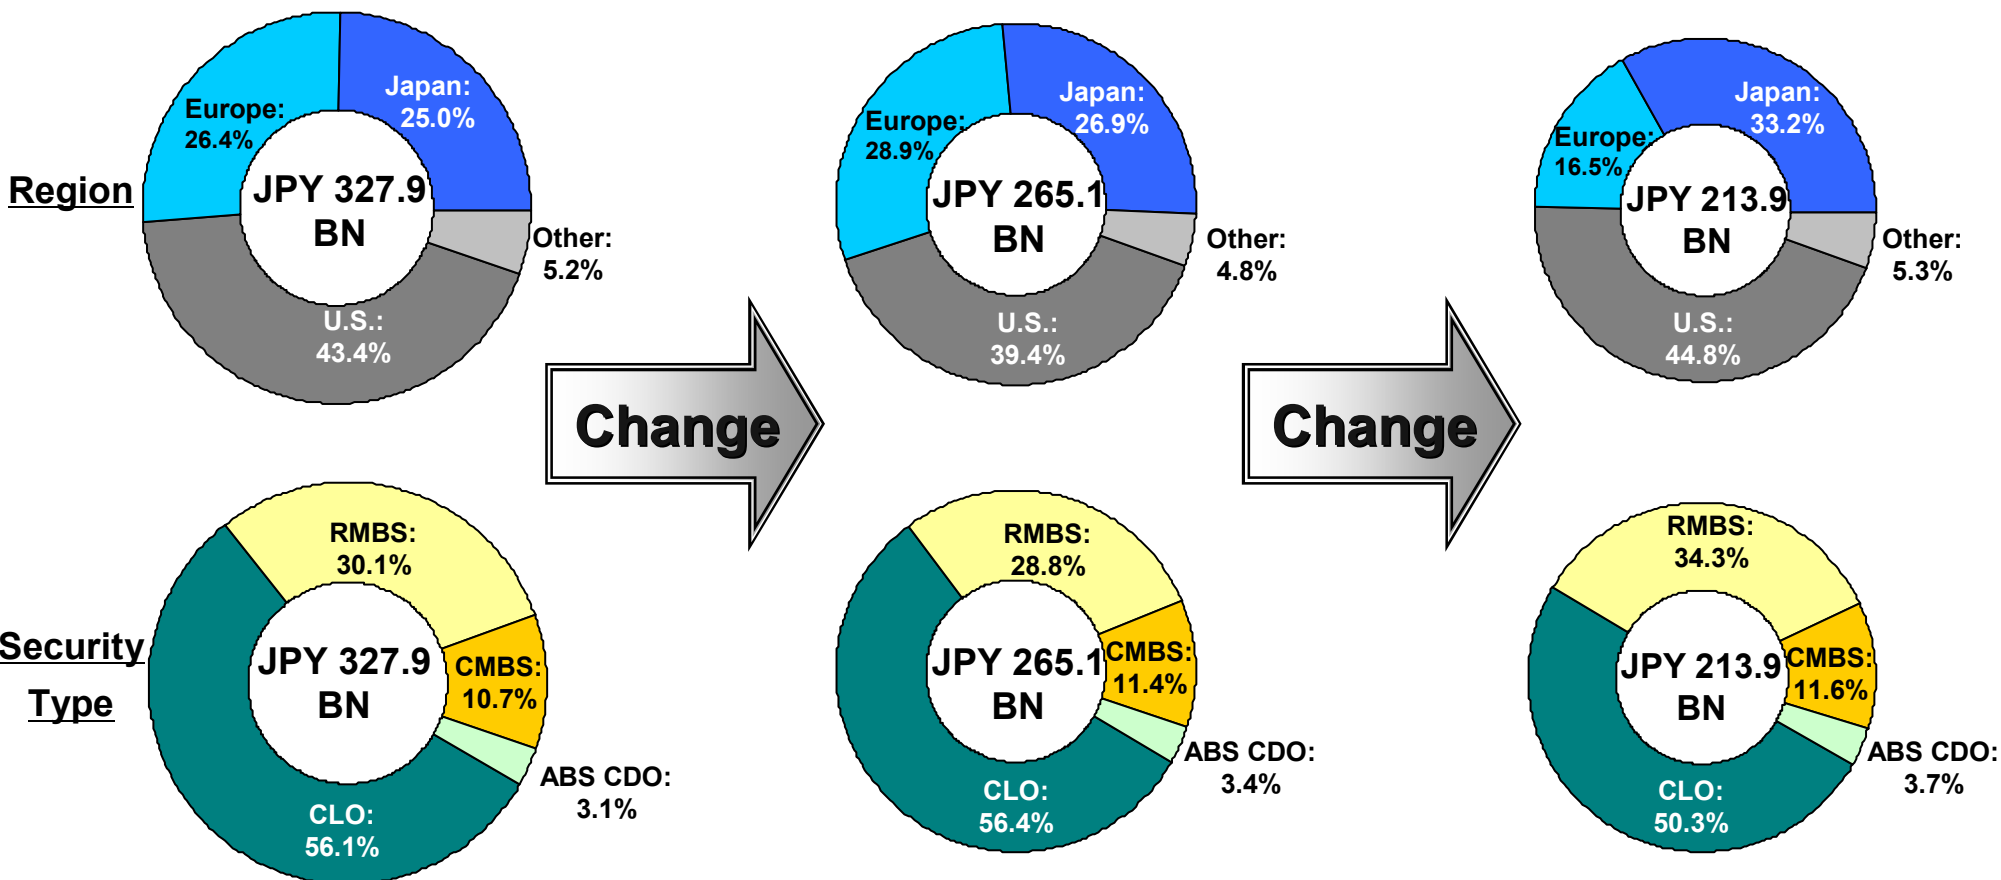 Region
Europe:
26.4%
Japan:
25.0%
JPY 327.9
BN
Other:
5.2%
U.S.:
43.4%
Europe:
28.9%
Japan:
26.9%
JPY 265.1
BN
Other:
4.8%
U.S.:
39.4%
Europe:
16.5%
Japan:
33.2%
JPY 213.9
BN
Other:
5.3%
U.S.:
44.8%
Change
Change
Security
Type
RMBS:
30.1%
JPY 327.9
BN
CMBS:
10.7%
ABS CDO:
3.1%
CLO:
56.1%
RMBS:
28.8%
JPY 265.1
BN
CMBS:
11.4%
ABS CDO:
3.4%
CLO:
56.4%
RMBS:
34.3%
JPY 213.9
BN
CMBS:
11.6%
ABS CDO:
3.7%
CLO:
50.3%